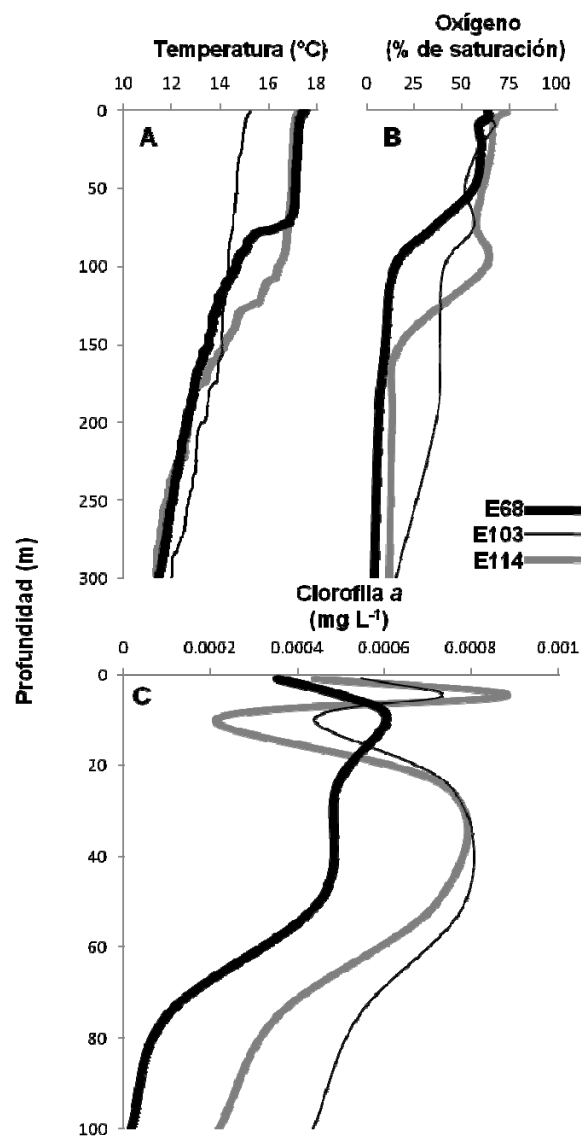 Oxígeno
Temperatura (°C) (% de saturación)
10 12 14 16 18 0 25 50 75 100
0
A B
50
100
150
200
250
300
E68
E103
E114
Clorofila a
(mg L⁻¹)
Profundidad (m)
0 0.0002 0.0004 0.0006 0.0008 0.001
0
C
20
40
60
80
100